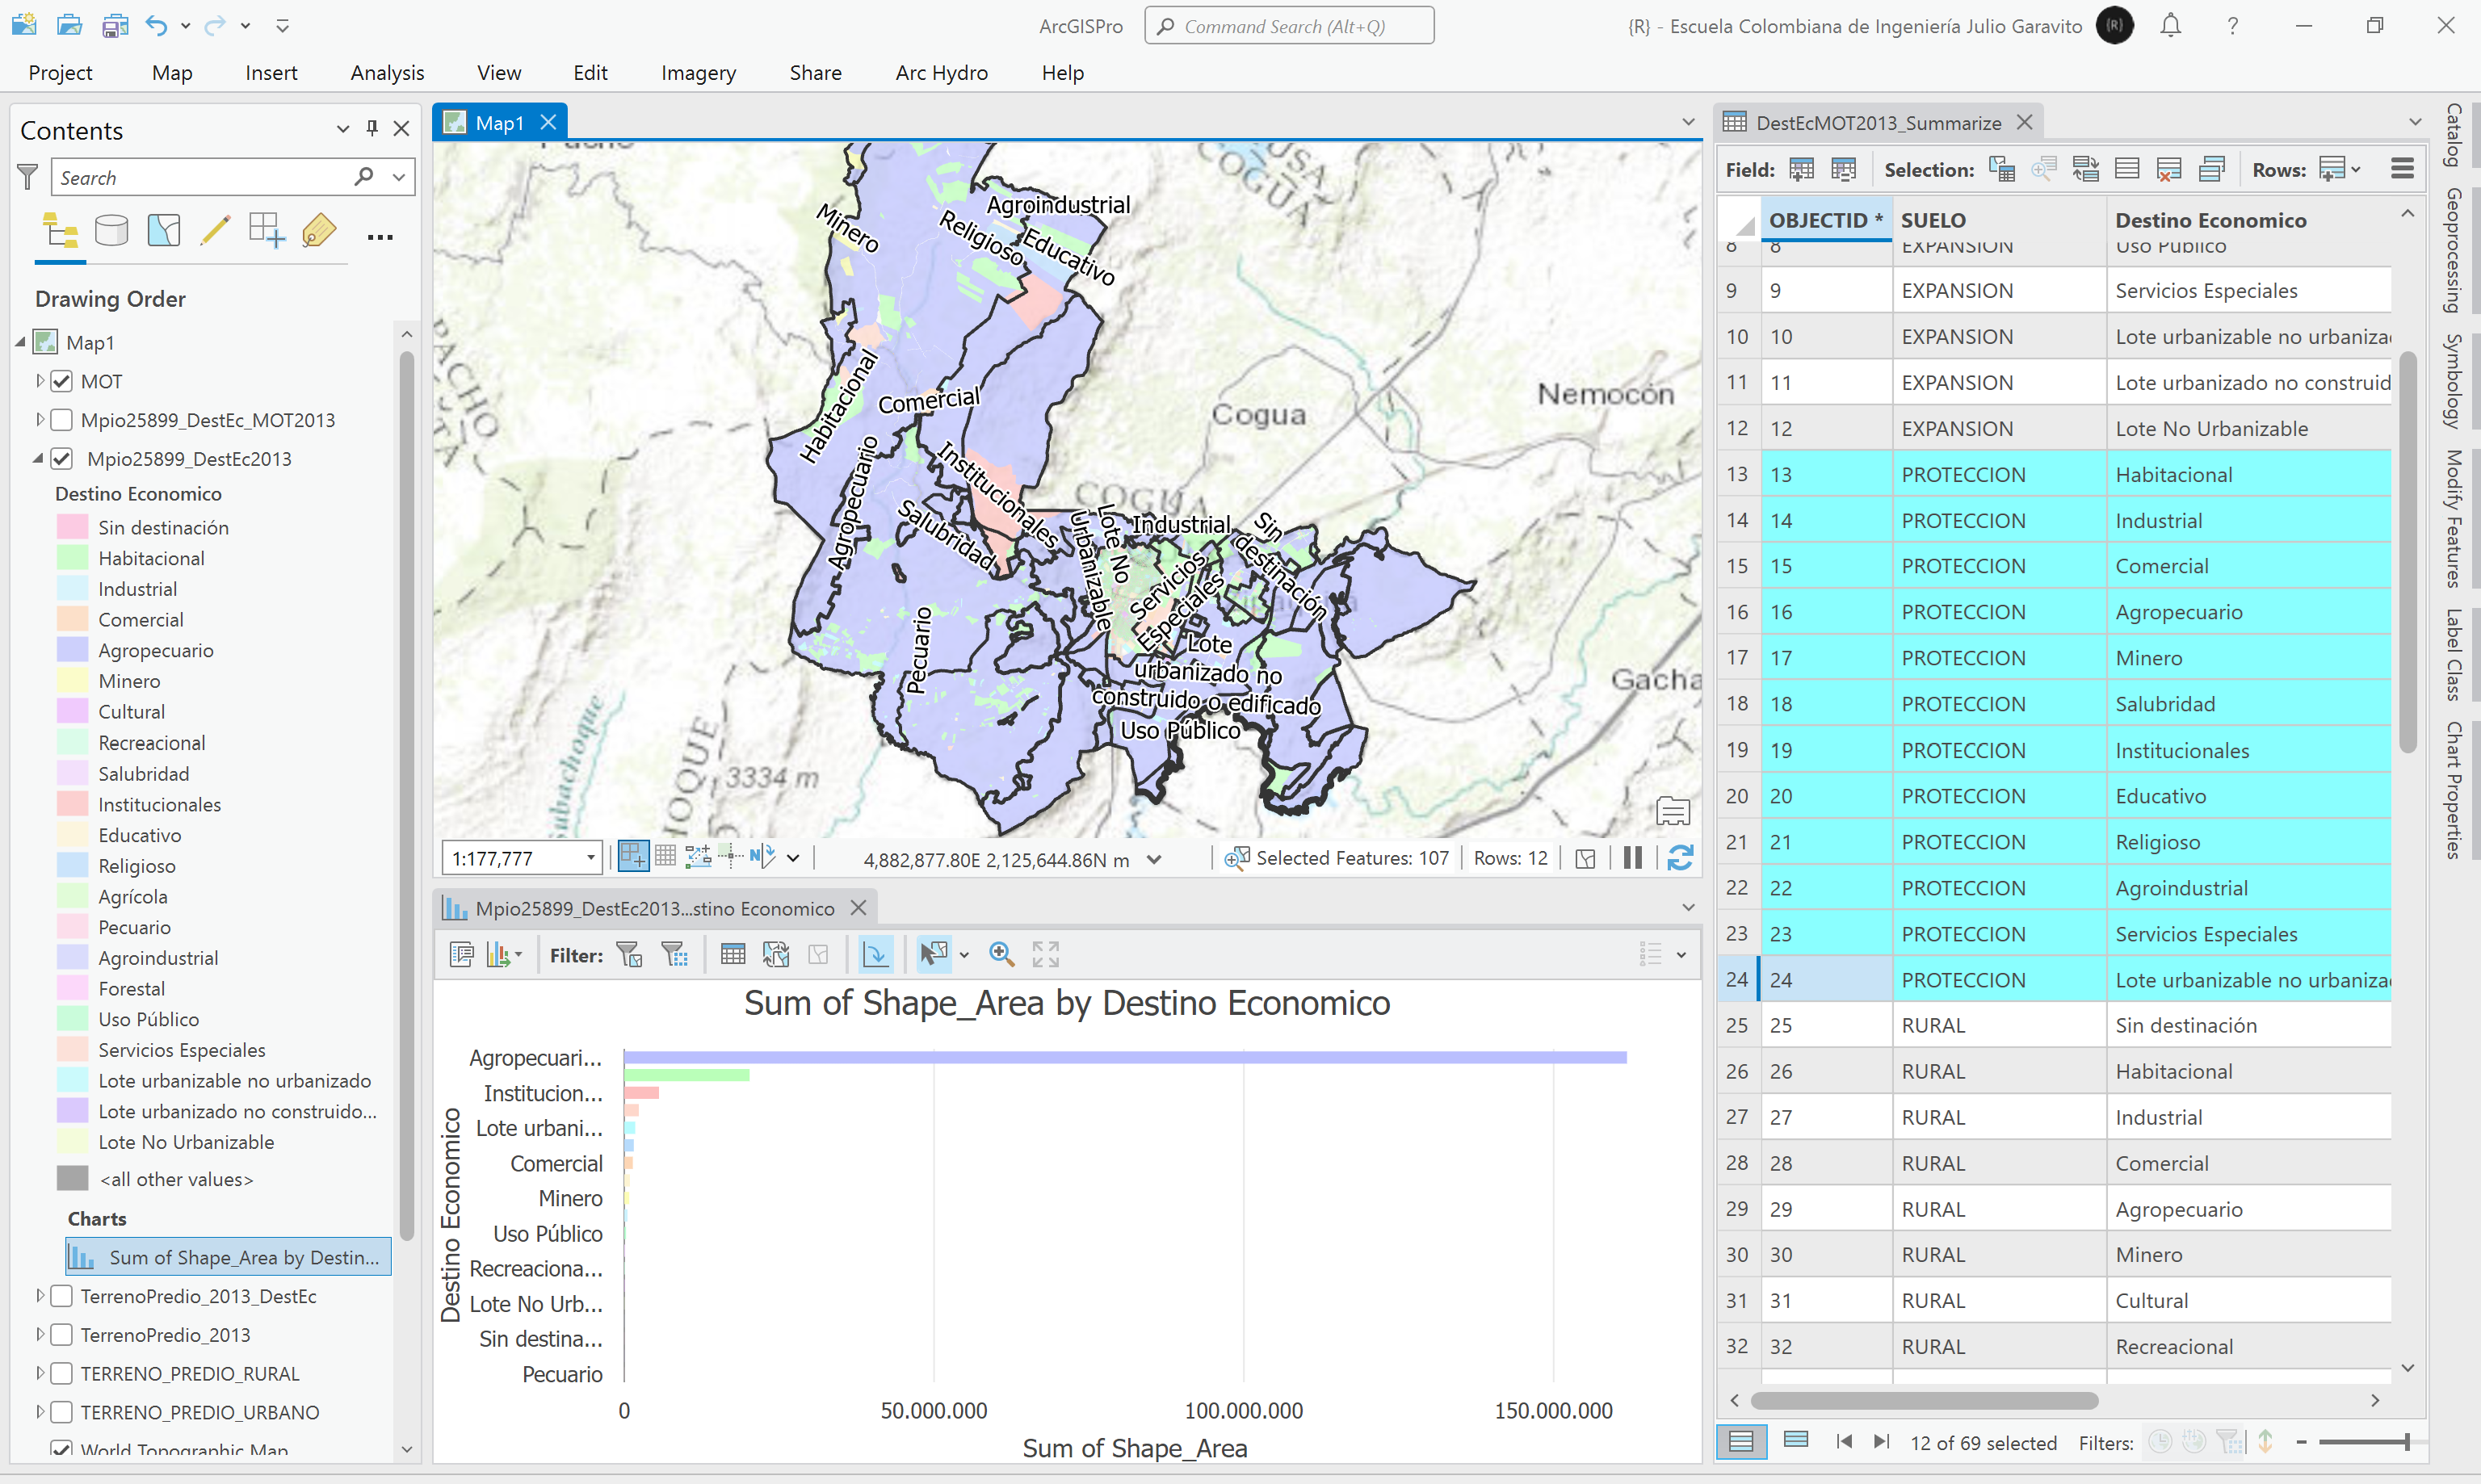 ArcGISPro
Command Search (Alt+Q)
{R} - Escuela Colombiana de Ingeniería Julio Garavito
{R}
?
Project Map Insert Analysis View Edit Imagery Share Arc Hydro Help
Contents
Search
Drawing Order
Map1
MOT
Mpio25899_DestEc_MOT2013
Mpio25899_DestEc2013
Destino Economico
Sin destinación
Habitacional
Industrial
Comercial
Agropecuario
Minero
Cultural
Recreacional
Salubridad
Institucionales
Educativo
Religioso
Agrícola
Pecuario
Agroindustrial
Forestal
Uso Público
Servicios Especiales
Lote urbanizable no urbanizado
Lote urbanizado no construido...
Lote No Urbanizable
<all other values>
Charts
Sum of Shape_Area by Destin...
TerrenoPredio_2013_DestEc
TerrenoPredio_2013
TERRENO_PREDIO_RURAL
TERRENO_PREDIO_URBANO
World Topographic Map
Map1
COGUA
Agroindustrial
Minero
Religioso
Educativo
Habitacional
Comercial
Nemocón
Cogua
Agropecuario
Institucionales
COGUA
Salubridad
Lote No
Urbanizable
Industrial
Sin
destinación
Servicios
Especiales
Pecuario
Lote
urbanizado no
construido o edificado
Uso Público
Gacha
3334 m
1:177,777
4,882,877.80E 2,125,644.86N m
Selected Features: 107
Rows: 12
Mpio25899_DestEc2013...stino Economico
Filter:
Sum of Shape_Area by Destino Economico
Destino Economico
Agropecuari...
Institucion...
Lote urbani...
Comercial
Minero
Uso Público
Recreaciona...
Lote No Urb...
Sin destina...
Pecuario
0 50.000.000 100.000.000 150.000.000
Sum of Shape_Area
DestEcMOT2013_Summarize
Field: Selection: Rows:
OBJECTID * SUELO Destino Economico
8 8 EXPANSION Uso Público
9 9 EXPANSION Servicios Especiales
10 10 EXPANSION Lote urbanizable no urbaniza
11 11 EXPANSION Lote urbanizado no construid
12 12 EXPANSION Lote No Urbanizable
13 13 PROTECCION Habitacional
14 14 PROTECCION Industrial
15 15 PROTECCION Comercial
16 16 PROTECCION Agropecuario
17 17 PROTECCION Minero
18 18 PROTECCION Salubridad
19 19 PROTECCION Institucionales
20 20 PROTECCION Educativo
21 21 PROTECCION Religioso
22 22 PROTECCION Agroindustrial
23 23 PROTECCION Servicios Especiales
24 24 PROTECCION Lote urbanizable no urbaniza
25 25 RURAL Sin destinación
26 26 RURAL Habitacional
27 27 RURAL Industrial
28 28 RURAL Comercial
29 29 RURAL Agropecuario
30 30 RURAL Minero
31 31 RURAL Cultural
32 32 RURAL Recreacional
12 of 69 selected
Filters:
Catalog
Geoprocessing
Symbology
Modify Features
Label Class
Chart Properties